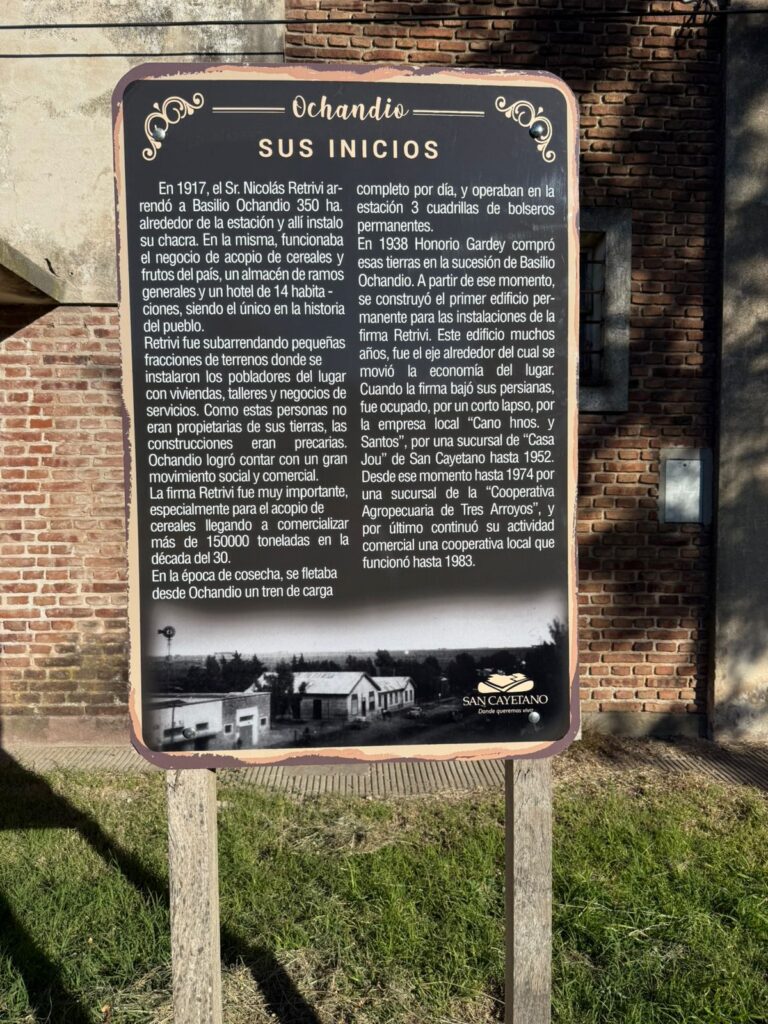 Ochandio
SUS INICIOS
En 1917, el Sr. Nicolás Retrivi ar-
rendó a Basilio Ochandio 350 ha.
alrededor de la estación y allí instalo
su chacra. En la misma, funcionaba
el negocio de acopio de cereales y
frutos del país, un almacén de ramos
generales y un hotel de 14 habita -
ciones, siendo el único en la historia
del pueblo.
Retrivi fue subarrendando pequeñas
fracciones de terrenos donde se
instalaron los pobladores del lugar
con viviendas, talleres y negocios de
servicios. Como estas personas no
eran propietarias de sus tierras, las
construcciones eran precarias.
Ochandio logró contar con un gran
movimiento social y comercial.
La firma Retrivi fue muy importante,
especialmente para el acopio de
cereales llegando a comercializar
más de 150000 toneladas en la
década del 30.
En la época de cosecha, se fletaba
desde Ochandio un tren de carga
completo por día, y operaban en la
estación 3 cuadrillas de bolseros
permanentes.
En 1938 Honorio Gardey compró
esas tierras en la sucesión de Basilio
Ochandio. A partir de ese momento,
se construyó el primer edificio per-
manente para las instalaciones de la
firma Retrivi. Este edificio muchos
años, fue el eje alrededor del cual se
movió la economía del lugar.
Cuando la firma bajó sus persianas,
fue ocupado, por un corto lapso, por
la empresa local “Cano hnos. y
Santos”, por una sucursal de “Casa
Jou” de San Cayetano hasta 1952.
Desde ese momento hasta 1974 por
una sucursal de la “Cooperativa
Agropecuaria de Tres Arroyos”, y
por último continuó su actividad
comercial una cooperativa local que
funcionó hasta 1983.
SAN CAYETANO
Donde queremos vivir